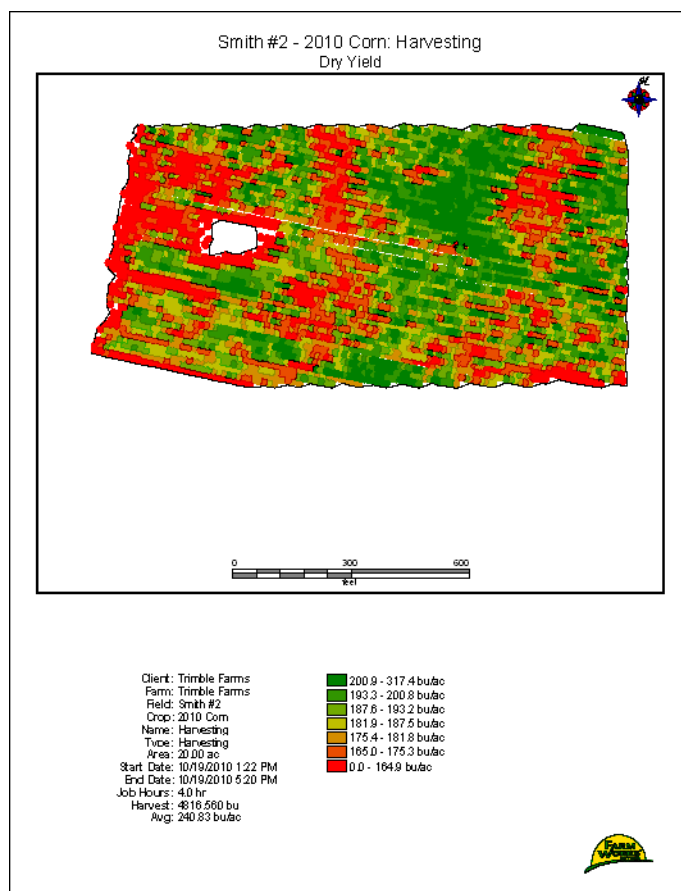 Smith #2 - 2010 Corn: Harvesting
Dry Yield
0 300 600
feet
Client: Trimble Farms
Farm: Trimble Farms
Field: Smith #2
Crop: 2010 Corn
Name: Harvesting
Type: Harvesting
Area: 20.00 ac
Start Date: 10/19/2010 1:22 PM
End Date: 10/19/2010 5:20 PM
Job Hours: 4.0 hr
Harvest: 4816.560 bu
Avg: 240.83 bu/ac
200.9 - 317.4 bu/ac
193.3 - 200.8 bu/ac
187.6 - 193.2 bu/ac
181.9 - 187.5 bu/ac
175.4 - 181.8 bu/ac
165.0 - 175.3 bu/ac
0.0 - 164.9 bu/ac
FARM
WORKS